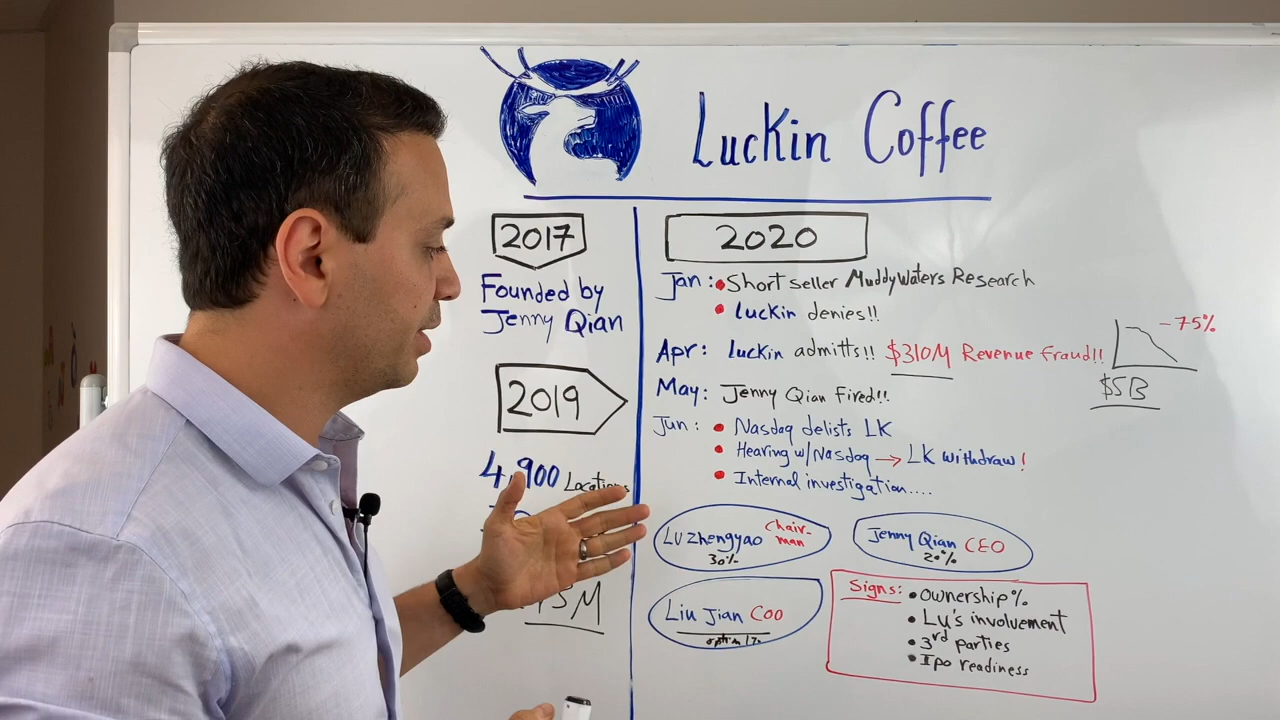 Luckin Coffee
2017
Founded by
Jenny Qian
2019
4,900 Locations
2020
Jan: • Short seller MuddyWaters Research
• Luckin denies!!
Apr: Luckin admitts!! $310M Revenue Fraud!!
May: Jenny Qian Fired!!
Jun: • Nasdaq delists LK
• Hearing w/Nasdaq → LK withdraw!
• Internal investigation....
-75%
$5B
Lu Zhengyao Chair-
man
30%
Jenny Qian CEO
20%
Liu Jian COO
option
Signs: • Ownership%
• Lu's involvement
• 3rd parties
• Ipo readiness